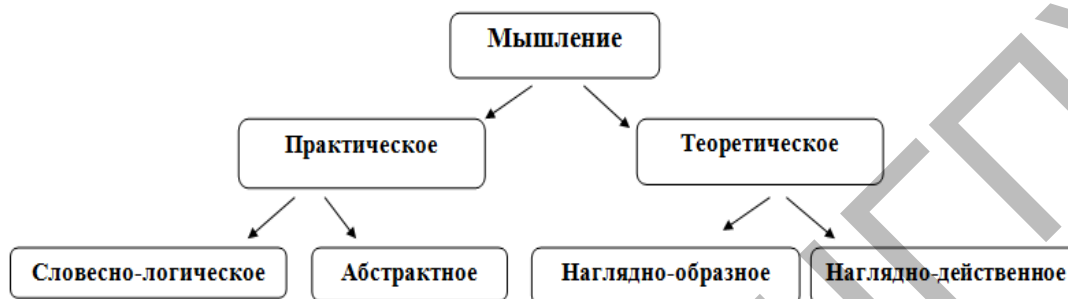 Мышление
Практическое
Теоретическое
Словесно-логическое
Абстрактное
Наглядно-образное
Наглядно-действенное